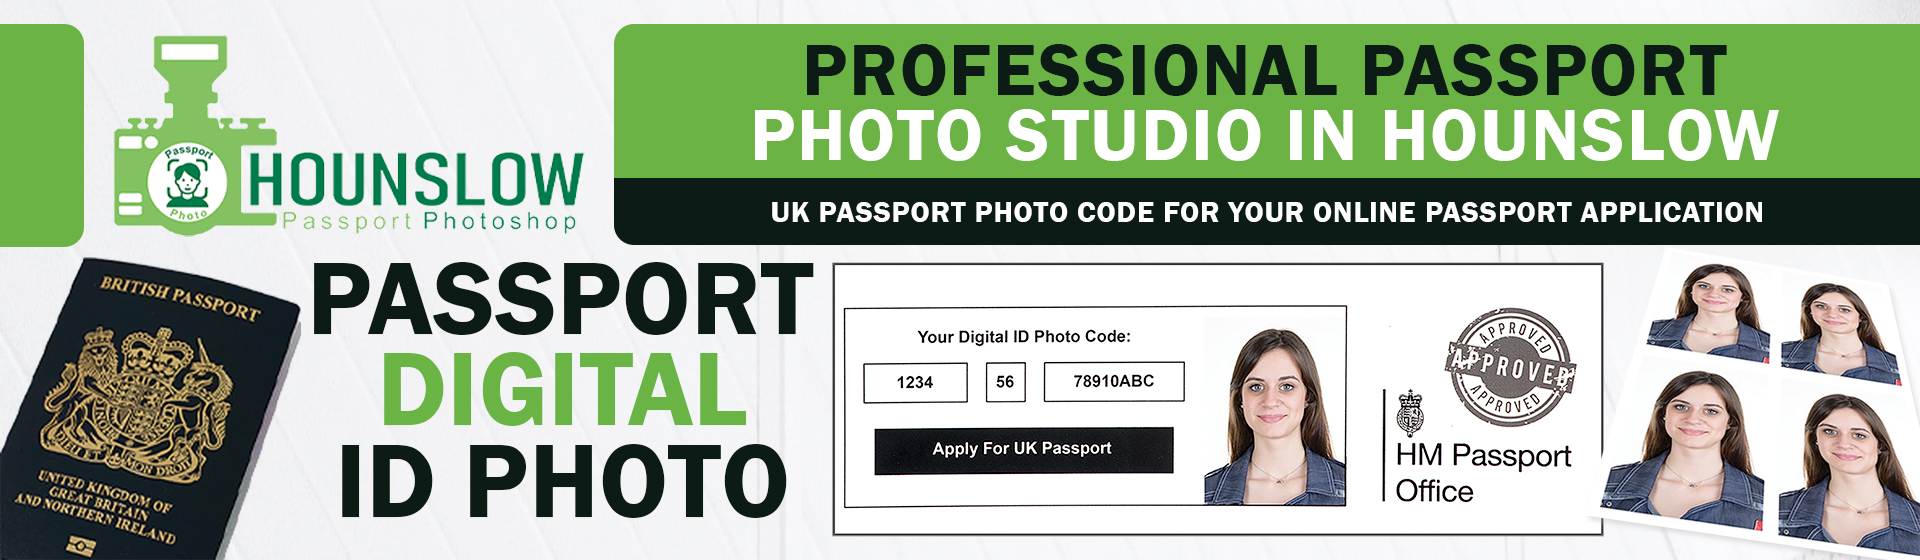 Passport
Photo
HOUNSLOW
Passport Photoshop
PROFESSIONAL PASSPORT
PHOTO STUDIO IN HOUNSLOW
UK PASSPORT PHOTO CODE FOR YOUR ONLINE PASSPORT APPLICATION
BRITISH PASSPORT
UNITED KINGDOM OF
GREAT BRITAIN
AND NORTHERN IRELAND
PASSPORT
DIGITAL
ID PHOTO
Your Digital ID Photo Code:
1234
56
78910ABC
Apply For UK Passport
APPROVED
APPROVED
APPROVED
HM Passport
Office